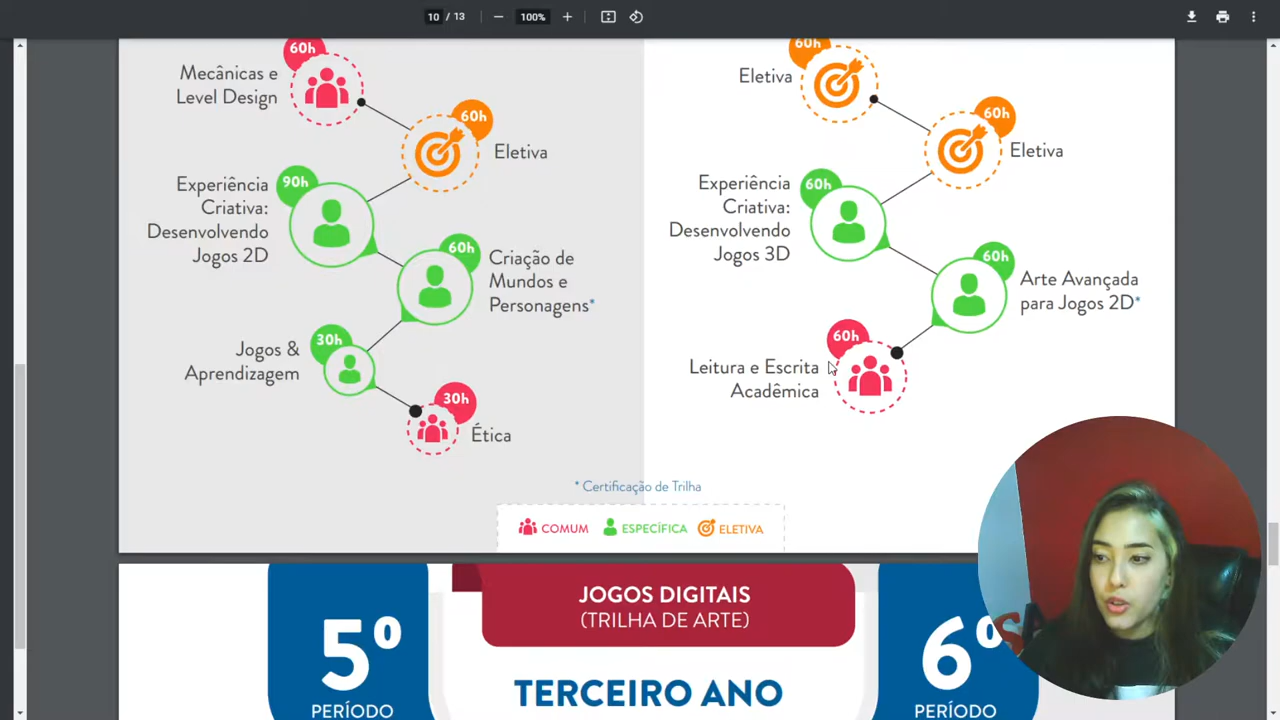 10 / 13
100%
60h
Mecânicas e
Level Design
60h
Eletiva
90h
Experiência
Criativa:
Desenvolvendo
Jogos 2D
60h
Criação de
Mundos e
Personagens*
30h
Jogos &
Aprendizagem
30h
Ética
60h
Eletiva
60h
Eletiva
60h
Experiência
Criativa:
Desenvolvendo
Jogos 3D
60h
Arte Avançada
para Jogos 2D*
60h
Leitura e Escrita
Acadêmica
* Certificação de Trilha
COMUM ESPECÍFICA ELETIVA
5º
PERÍODO
JOGOS DIGITAIS
(TRILHA DE ARTE)
TERCEIRO ANO
6º
PERÍODO